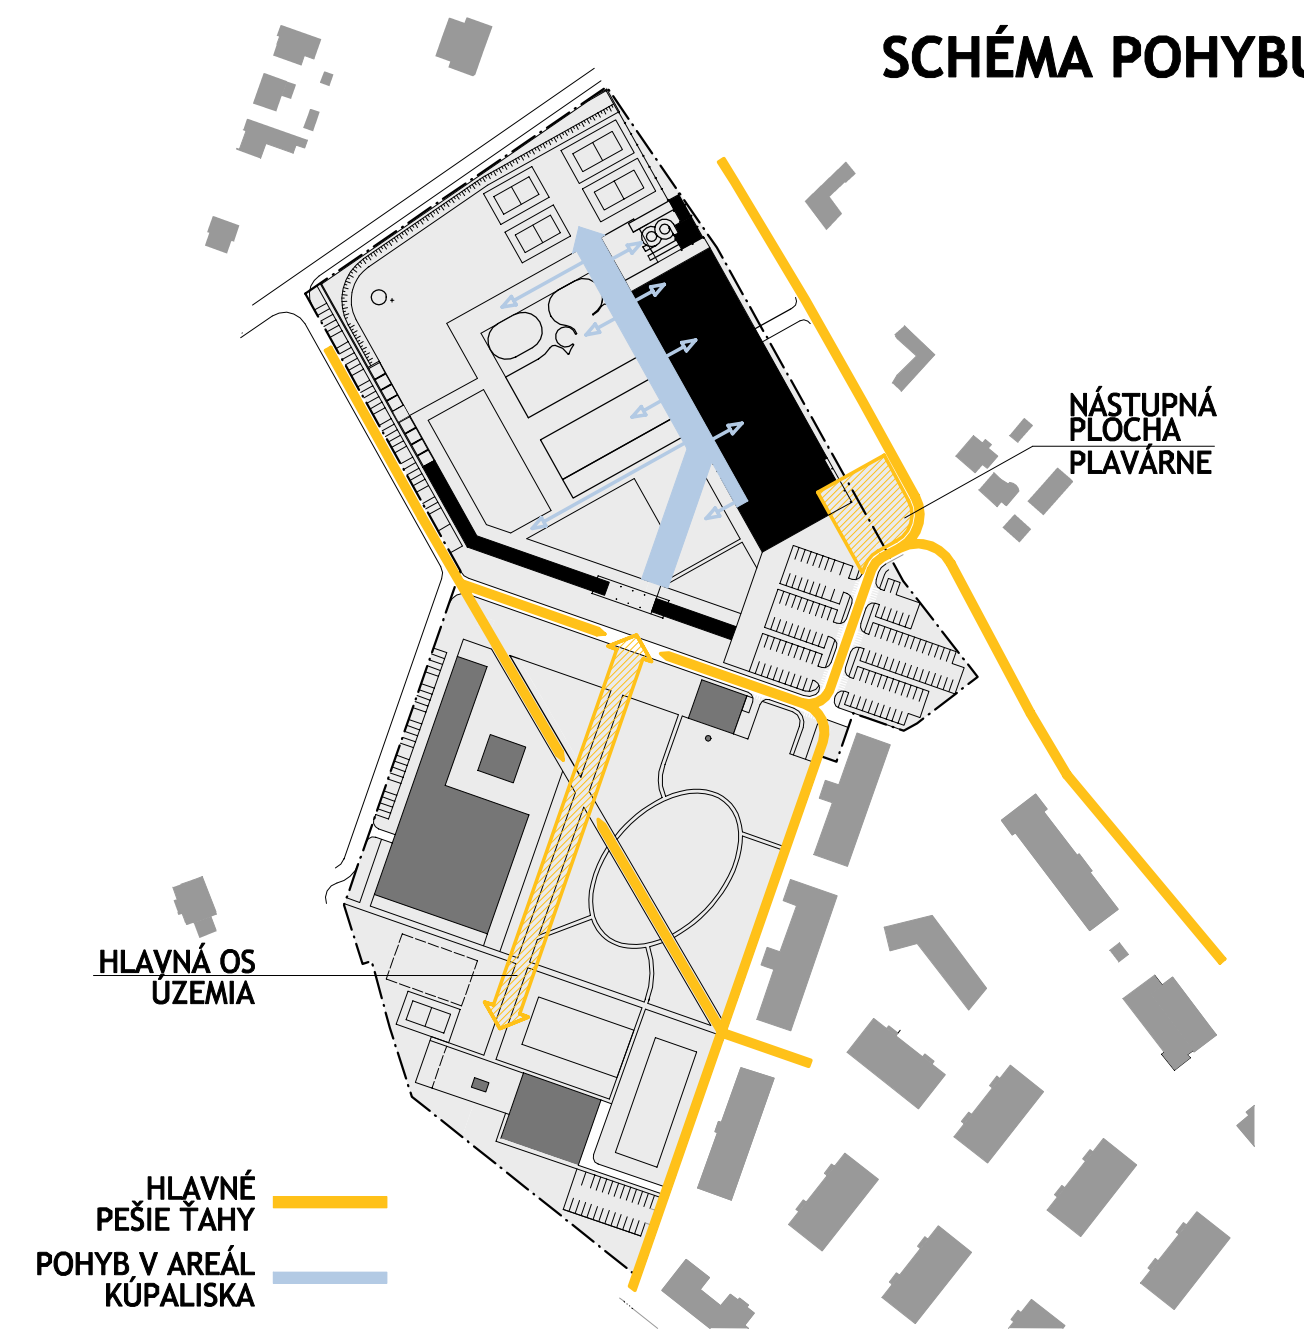 SCHÉMA POHYBU
NÁSTUPNÁ
PLOCHA
PLAVÁRNE
HLAVNÁ OS
ÚZEMIA
HLAVNÉ
PEŠIE ŤAHY
POHYB V AREÁL
KÚPALISKA